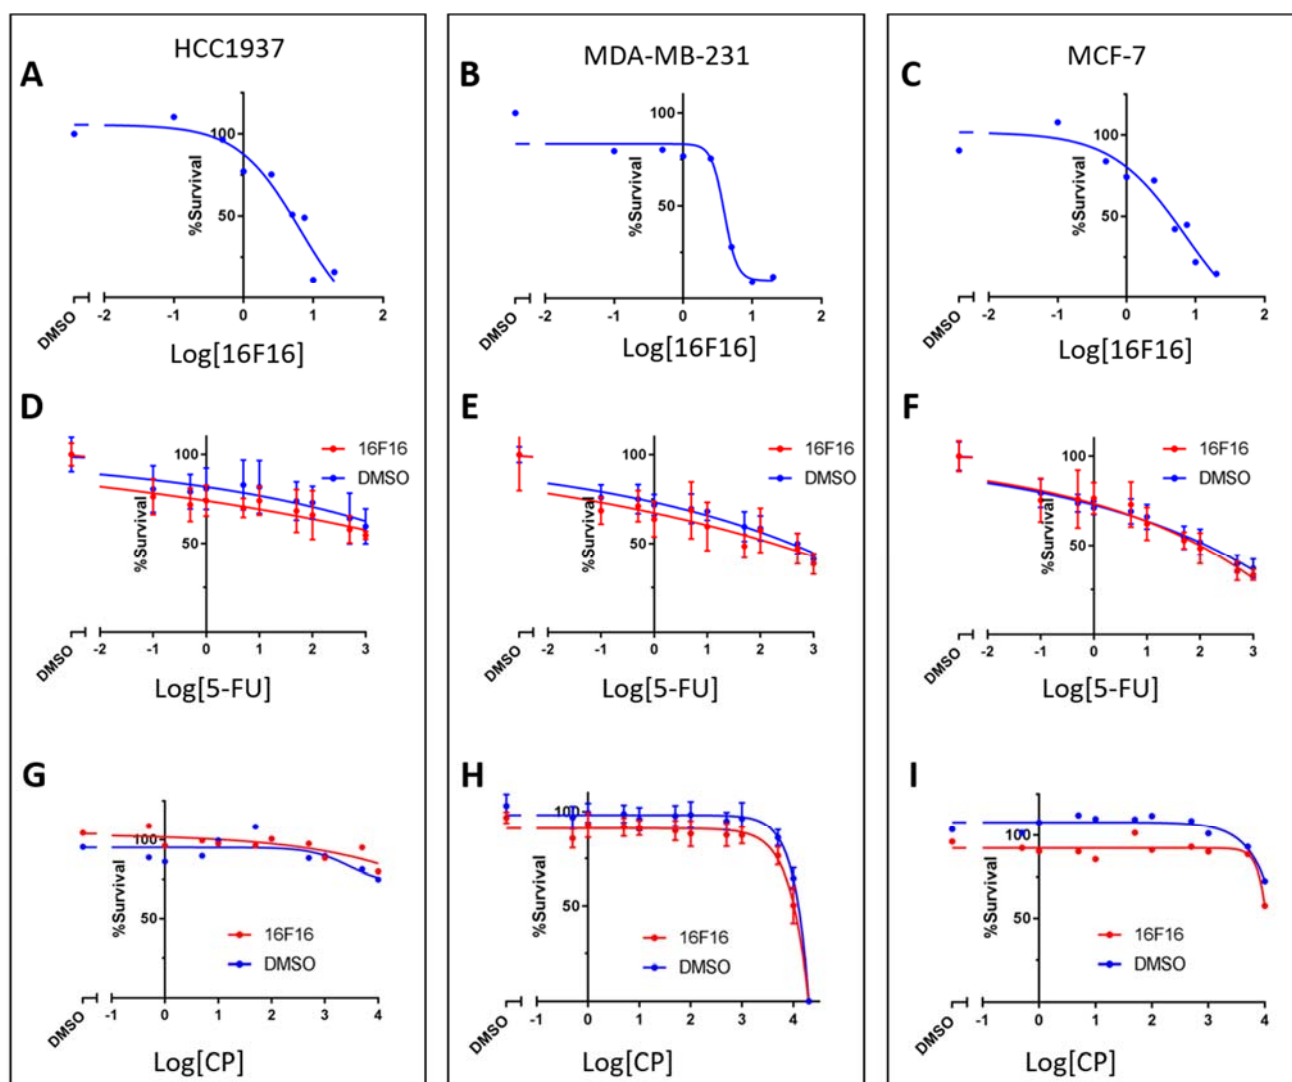 HCC1937
MDA-MB-231
MCF-7
A
%Survival
100
50
DMSO
-2 -1 0 1 2
Log[16F16]
B
%Survival
100
50
DMSO
-2 -1 0 1 2
Log[16F16]
C
%Survival
100
50
DMSO
-2 -1 0 1 2
Log[16F16]
D
%Survival
100
50
16F16
DMSO
DMSO
-2 -1 0 1 2 3
Log[5-FU]
E
%Survival
100
50
16F16
DMSO
DMSO
-2 -1 0 1 2 3
Log[5-FU]
F
%Survival
100
50
16F16
DMSO
DMSO
-2 -1 0 1 2 3
Log[5-FU]
G
%Survival
100
50
16F16
DMSO
DMSO
-1 0 1 2 3 4
Log[CP]
H
%Survival
100
50
16F16
DMSO
DMSO
-1 0 1 2 3 4
Log[CP]
I
%Survival
100
50
16F16
DMSO
DMSO
-1 0 1 2 3 4
Log[CP]